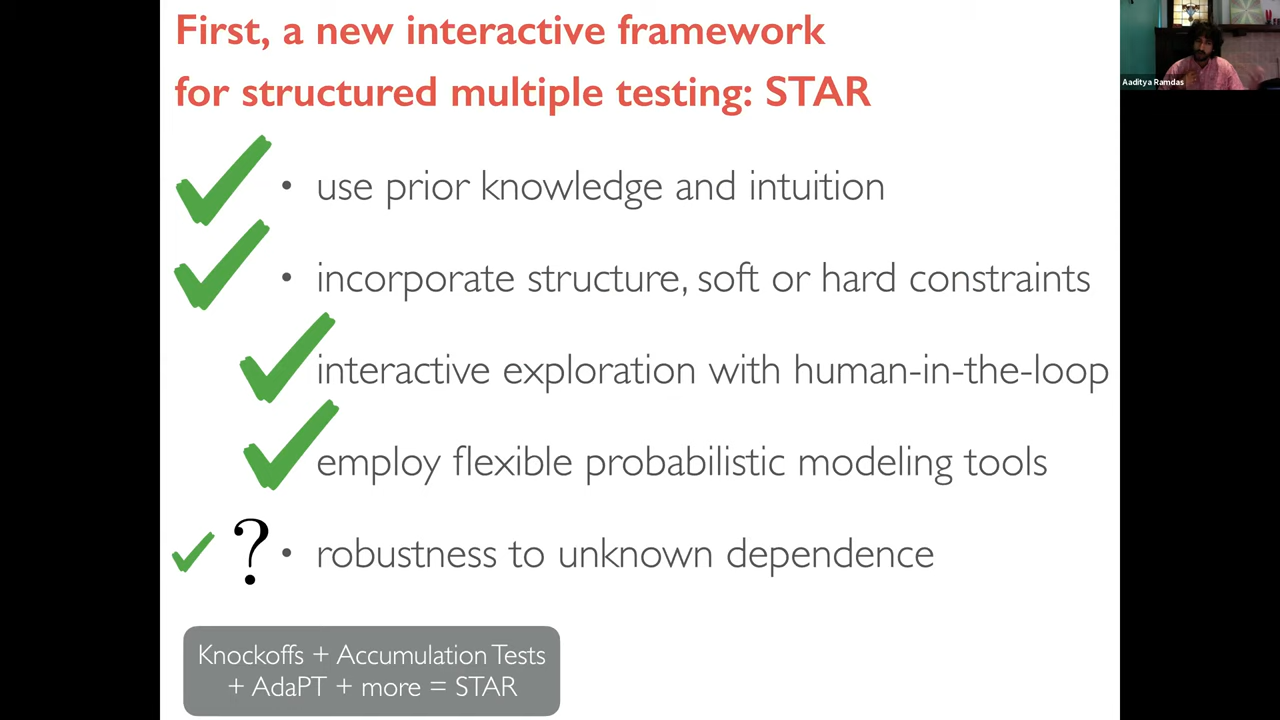 First, a new interactive framework
for structured multiple testing: STAR
• use prior knowledge and intuition
• incorporate structure, soft or hard constraints
interactive exploration with human-in-the-loop
employ flexible probabilistic modeling tools
? • robustness to unknown dependence
Knockoffs + Accumulation Tests
+ AdaPT + more = STAR
Aaditya Ramdas